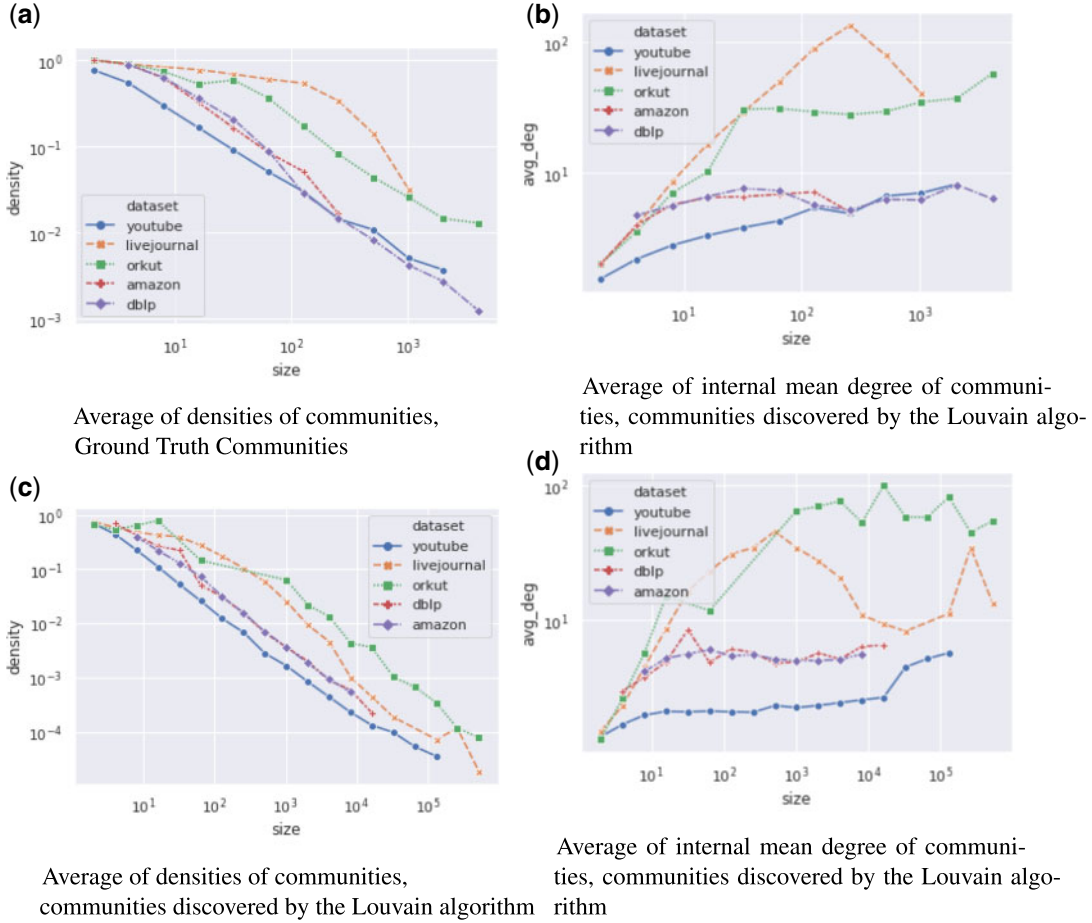 (a)
10^0
10^-1
10^-2
10^-3
density
dataset
youtube
livejournal
orkut
amazon
dblp
10^1
10^2
10^3
size
Average of densities of communities,
Ground Truth Communities
(b)
10^2
10^1
avg_deg
dataset
youtube
livejournal
orkut
amazon
dblp
10^1
10^2
10^3
size
Average of internal mean degree of communi-
ties, communities discovered by the Louvain algo-
rithm
(c)
10^0
10^-1
10^-2
10^-3
10^-4
density
dataset
youtube
livejournal
orkut
dblp
amazon
10^1
10^2
10^3
10^4
10^5
size
Average of densities of communities,
communities discovered by the Louvain algorithm
(d)
10^2
10^1
avg_deg
dataset
youtube
livejournal
orkut
dblp
amazon
10^1
10^2
10^3
10^4
10^5
size
Average of internal mean degree of communi-
ties, communities discovered by the Louvain algo-
rithm